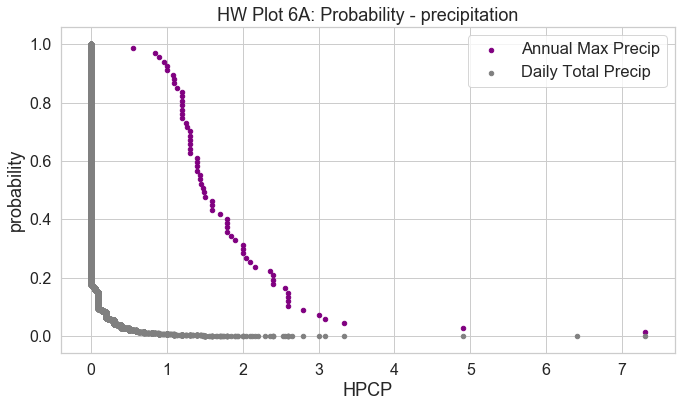 HW Plot 6A: Probability - precipitation
Annual Max Precip
Daily Total Precip
probability
1.0
0.8
0.6
0.4
0.2
0.0
0 1 2 3 4 5 6 7
HPCP